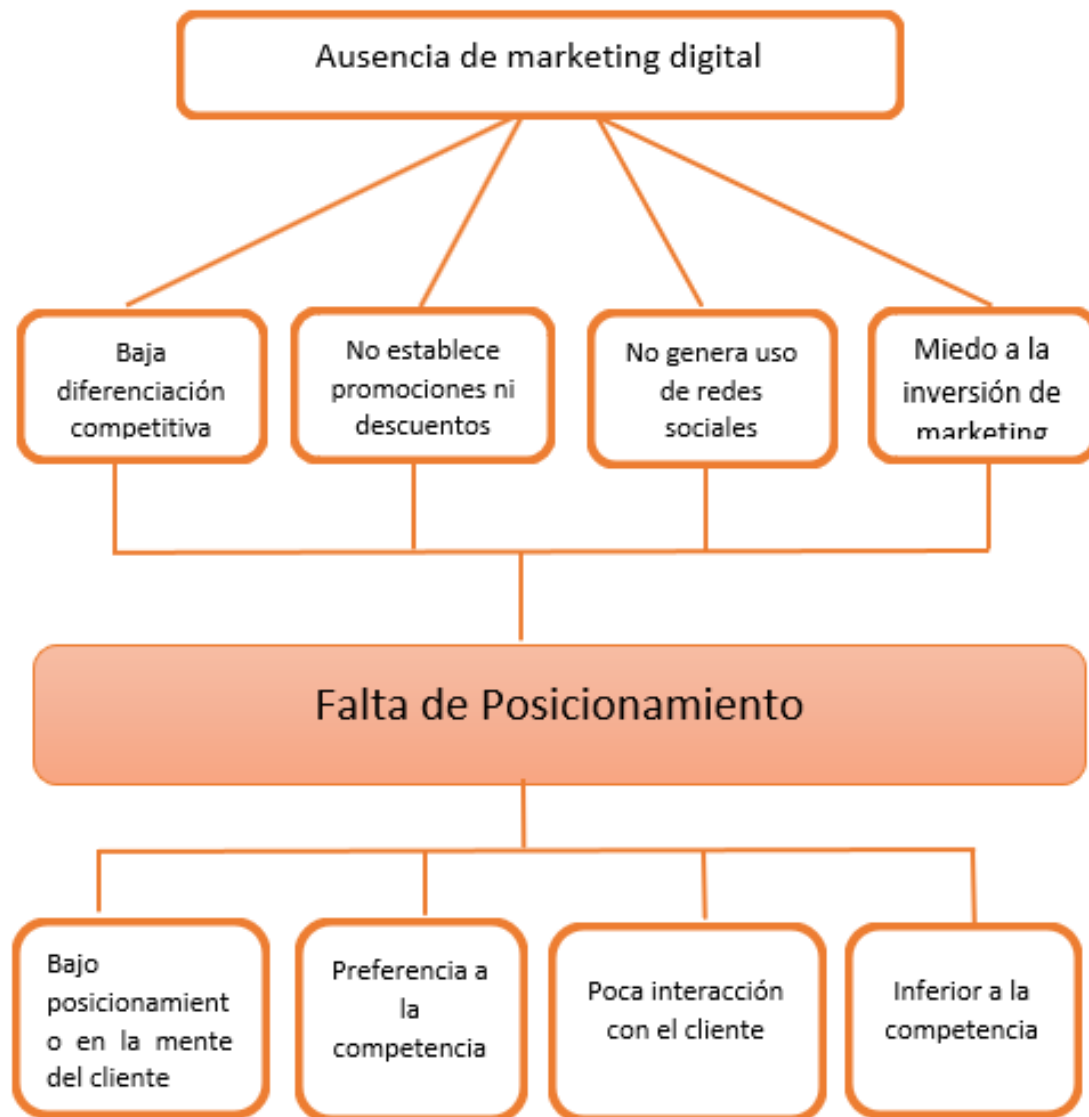 Ausencia de marketing digital
Baja
diferenciación
competitiva
No establece
promociones ni
descuentos
No genera uso
de redes
sociales
Miedo a la
inversión de
marketing
Falta de Posicionamiento
Bajo
posicionamient
o en la mente
del cliente
Preferencia a
la
competencia
Poca interacción
con el cliente
Inferior a la
competencia